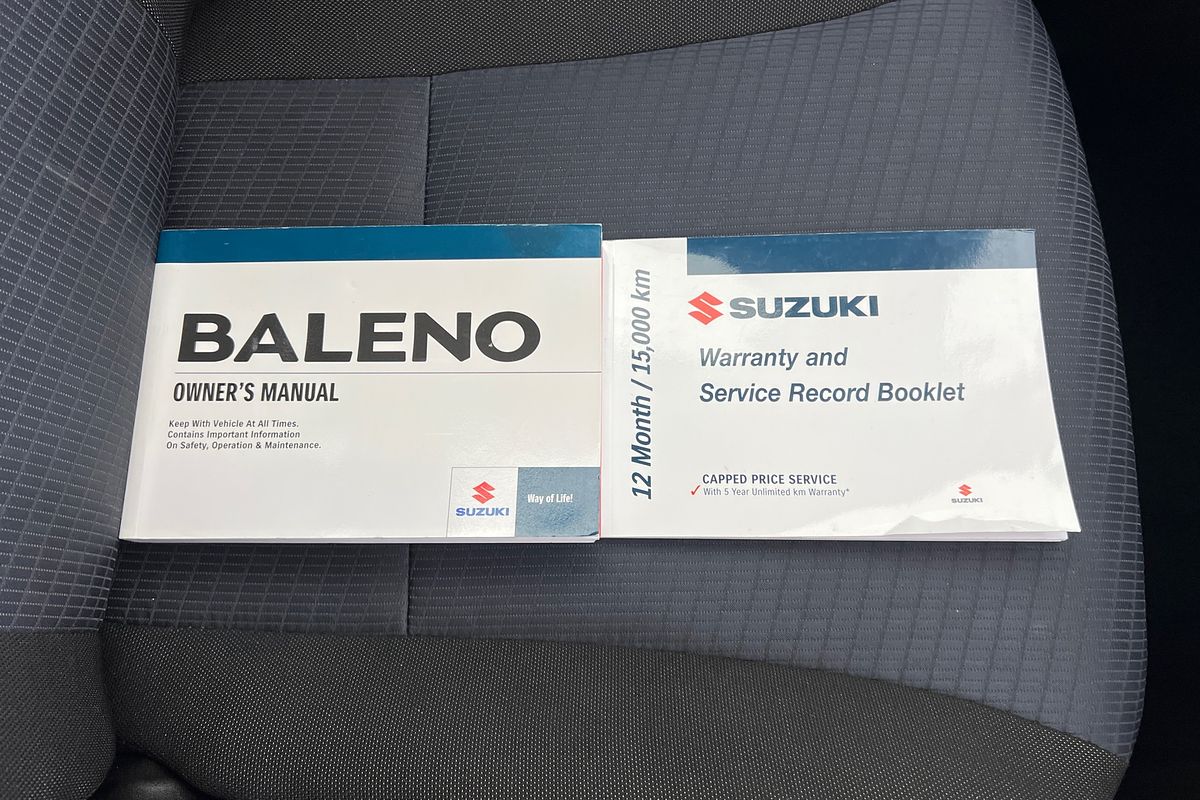 BALENO
OWNER'S MANUAL
Keep With Vehicle At All Times.
Contains Important Information
On Safety, Operation & Maintenance.
SUZUKI
Way of Life!
12 Month / 15,000 km
SUZUKI
Warranty and
Service Record Booklet
CAPPED PRICE SERVICE
With 5 Year Unlimited km Warranty*
SUZUKI